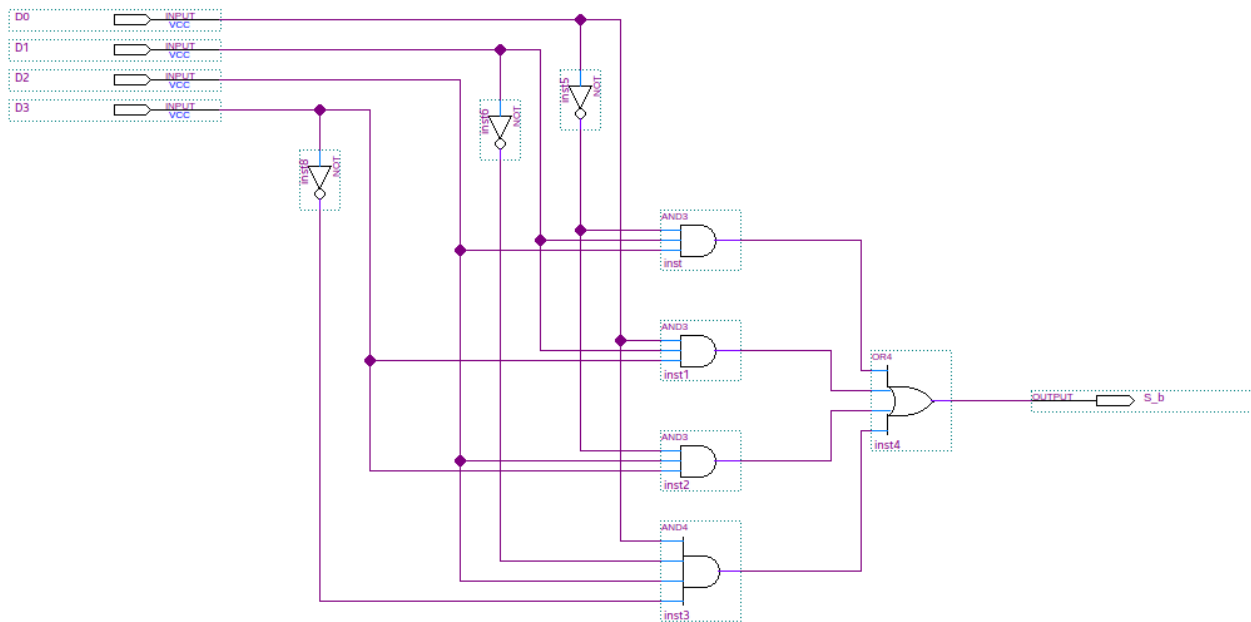 D0 INPUT
VCC
D1 INPUT
VCC
D2 INPUT
VCC
D3 INPUT
VCC
inst5 NOT
inst6 NOT
inst8 NOT
AND3
inst
AND3
inst1
OR4
OUTPUT S_b
inst4
AND3
inst2
AND4
inst3